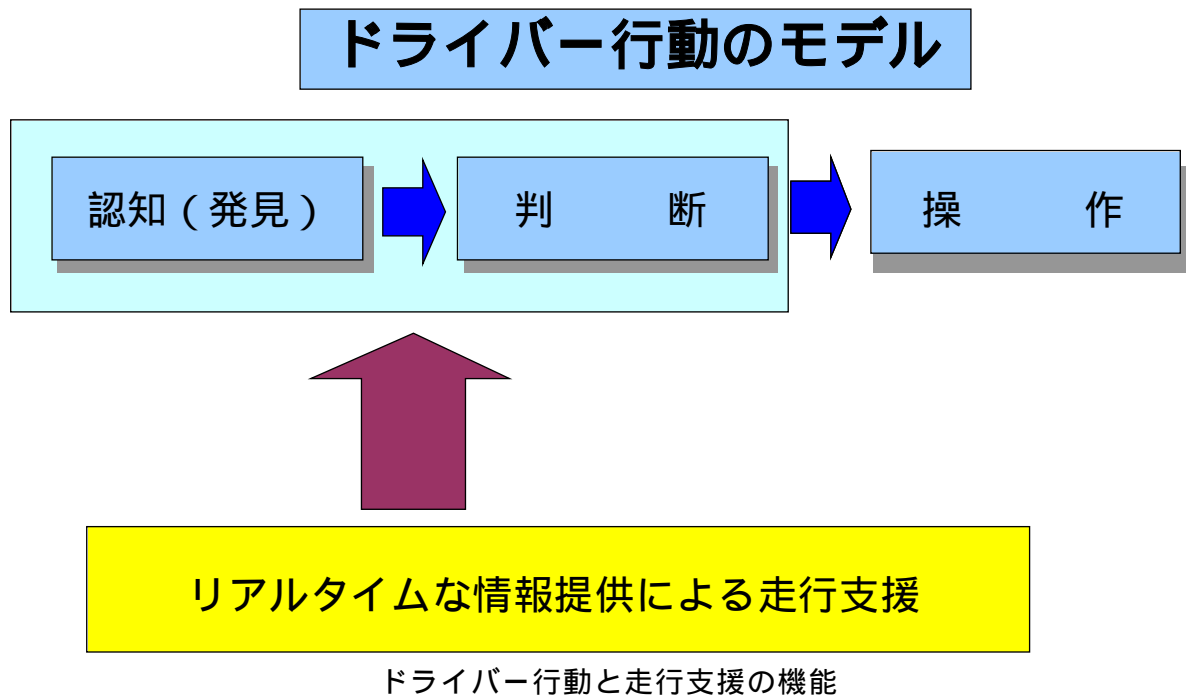 ドライバー行動のモデル
認知（発見）
判　　断
操　　作
リアルタイムな情報提供による走行支援
ドライバー行動と走行支援の機能